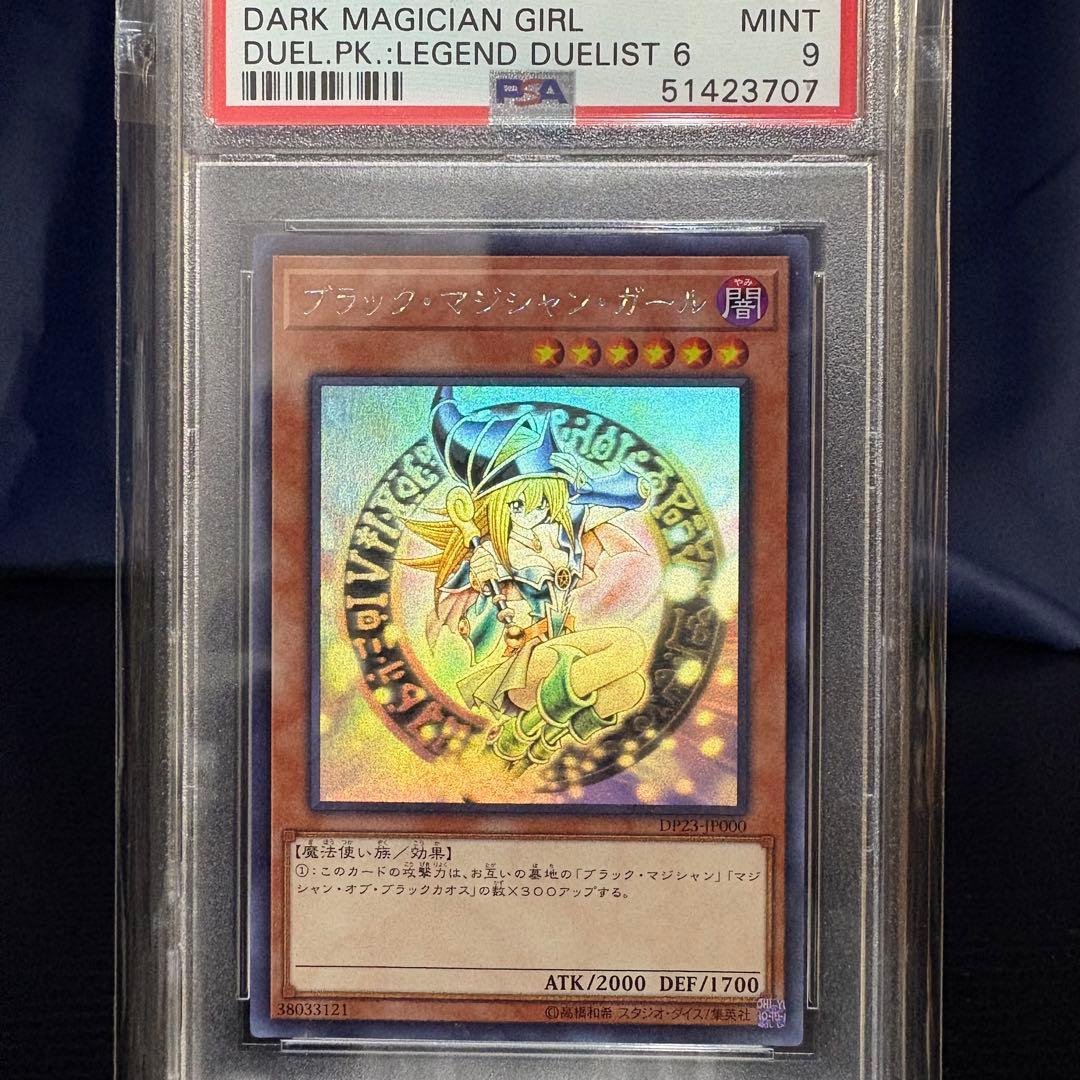 DARK MAGICIAN GIRL MINT
DUEL.PK.:LEGEND DUELIST 6 9
PSA 51423707
ブラック・マジシャン・ガール 闇
やみ
DP23-JP000
【魔法使い族／効果】
①：このカードの攻撃力は、お互いの墓地の「ブラック・マジシャン」「マジ
シャン・オブ・ブラックカオス」の数×３００アップする。
ATK/2000 DEF/1700
38033121 ©高橋和希 スタジオ・ダイス/集英社